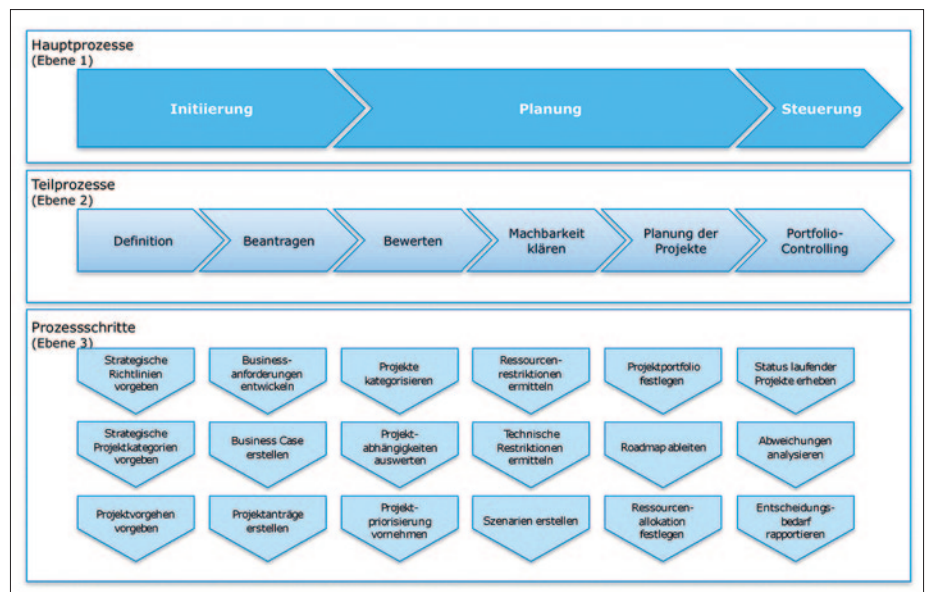 Hauptprozesse
(Ebene 1)
Initiierung
Planung
Steuerung
Teilprozesse
(Ebene 2)
Definition
Beantragen
Bewerten
Machbarkeit
klären
Planung der
Projekte
Portfolio-
Controlling
Prozessschritte
(Ebene 3)
Strategische
Richtlinien
vorgeben
Business-
anforderungen
entwickeln
Projekte
kategorisieren
Ressourcen-
restriktionen
ermitteln
Projektportfolio
festlegen
Status laufender
Projekte erheben
Strategische
Projektkategorien
vorgeben
Business Case
erstellen
Projekt-
abhängigkeiten
auswerten
Technische
Restriktionen
ermitteln
Roadmap ableiten
Abweichungen
analysieren
Projektvorgehen
vorgeben
Projektanträge
erstellen
Projekt-
priorisierung
vornehmen
Szenarien erstellen
Ressourcen-
allokation
festlegen
Entscheidungs-
bedarf
rapportieren